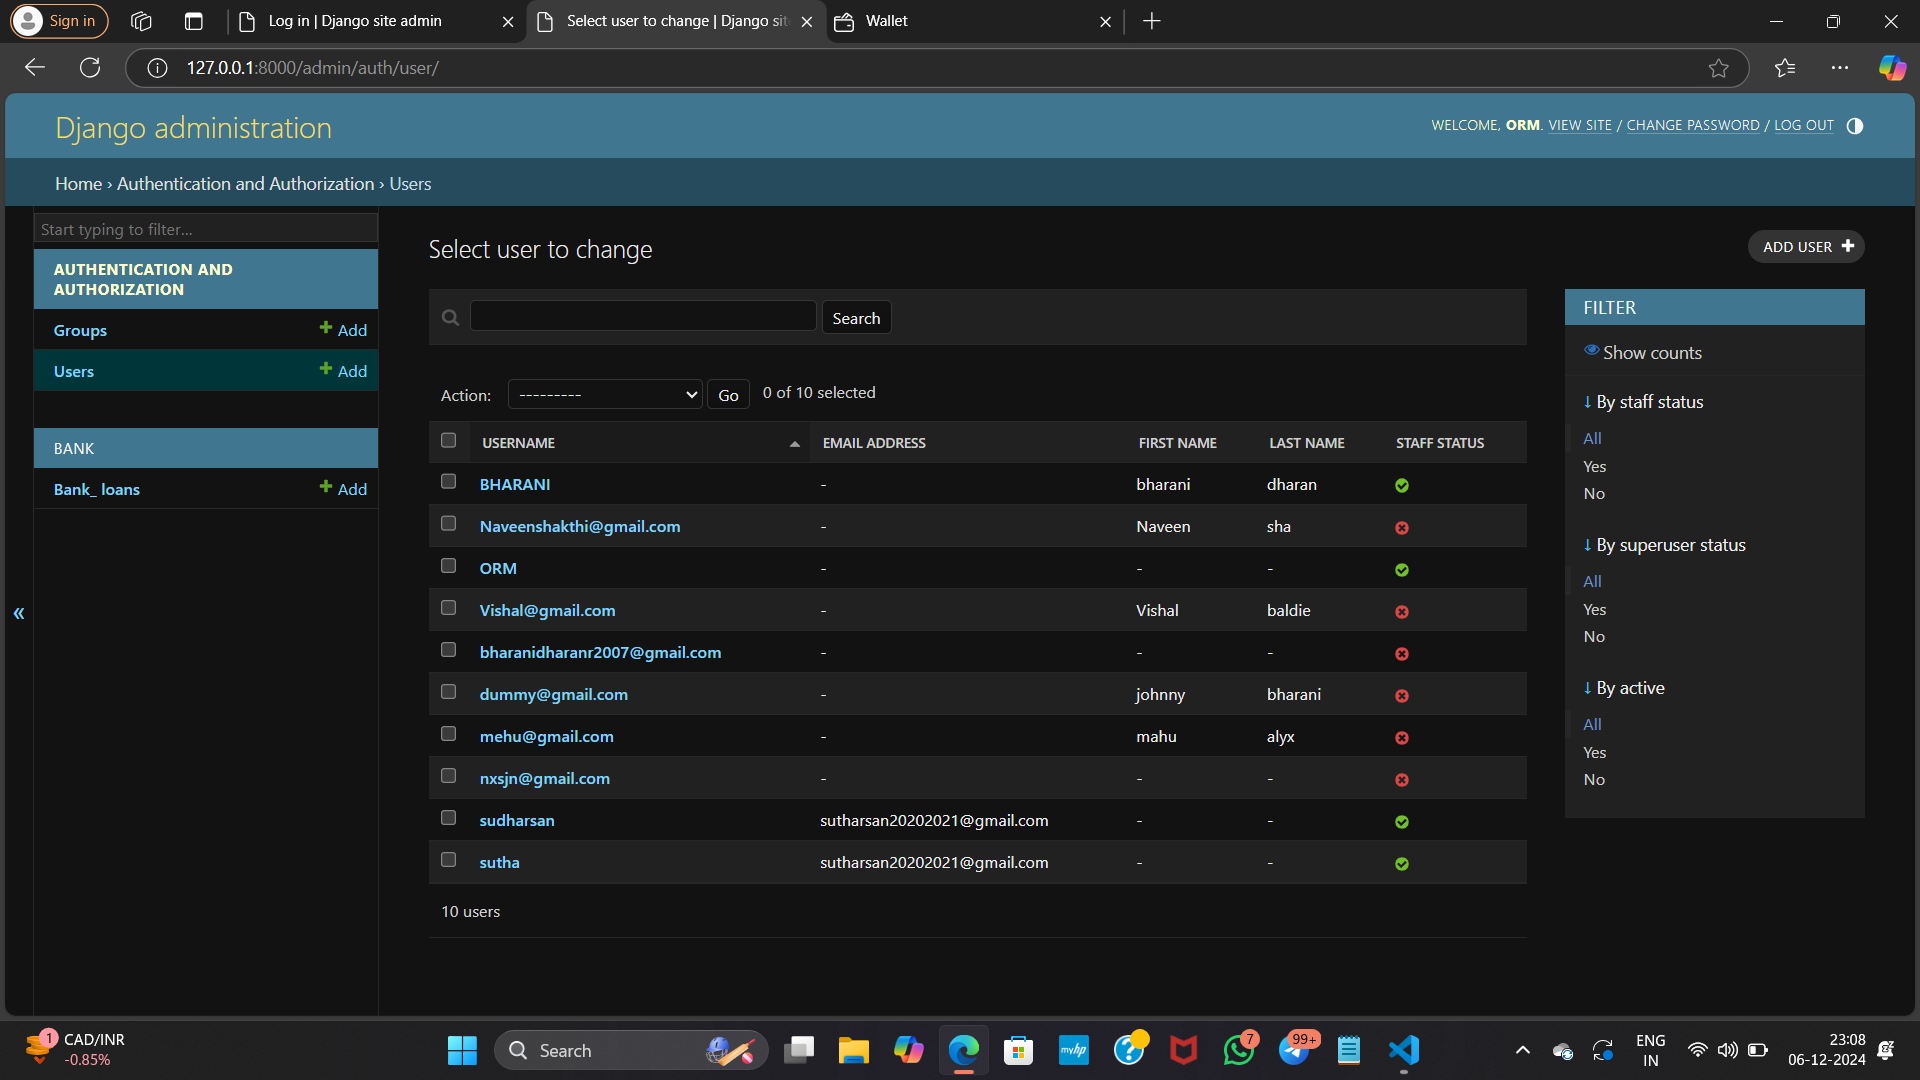 Sign in
Log in | Django site admin
Select user to change | Django sit
Wallet
127.0.0.1:8000/admin/auth/user/
Django administration
WELCOME, ORM. VIEW SITE / CHANGE PASSWORD / LOG OUT
Home › Authentication and Authorization › Users
Start typing to filter...
AUTHENTICATION AND
AUTHORIZATION
Groups + Add
Users + Add
BANK
Bank_ loans + Add
«
Select user to change
ADD USER +
Search
Action: --------- Go 0 of 10 selected
USERNAME EMAIL ADDRESS FIRST NAME LAST NAME STAFF STATUS
BHARANI - bharani dharan
Naveenshakthi@gmail.com - Naveen sha
ORM - - -
Vishal@gmail.com - Vishal baldie
bharanidharanr2007@gmail.com - - -
dummy@gmail.com - johnny bharani
mehu@gmail.com - mahu alyx
nxsjn@gmail.com - - -
sudharsan sutharsan20202021@gmail.com - -
sutha sutharsan20202021@gmail.com - -
10 users
FILTER
Show counts
↓ By staff status
All
Yes
No
↓ By superuser status
All
Yes
No
↓ By active
All
Yes
No
1
CAD/INR
-0.85%
Search
myhp
7
99+
ENG
IN
23:08
06-12-2024